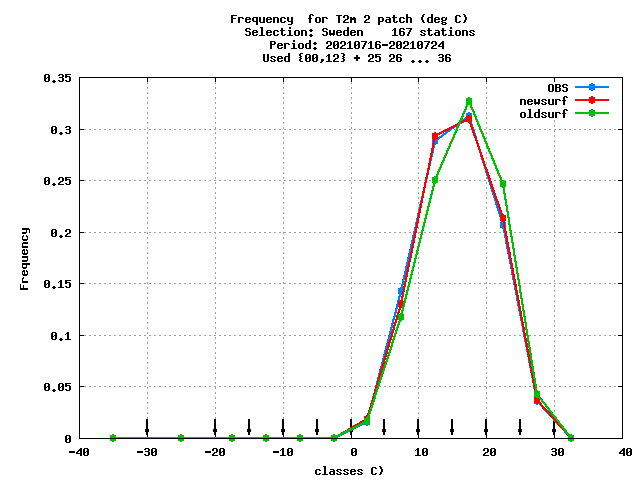 Frequency  for T2m 2 patch (deg C)
Selection: Sweden    167 stations
Period: 20210716-20210724
Used {00,12} + 25 26 ... 36
0.35
0.3
0.25
0.2
0.15
0.1
0.05
0
Frequency
OBS
newsurf
oldsurf
-40 -30 -20 -10 0 10 20 30 40
classes C)